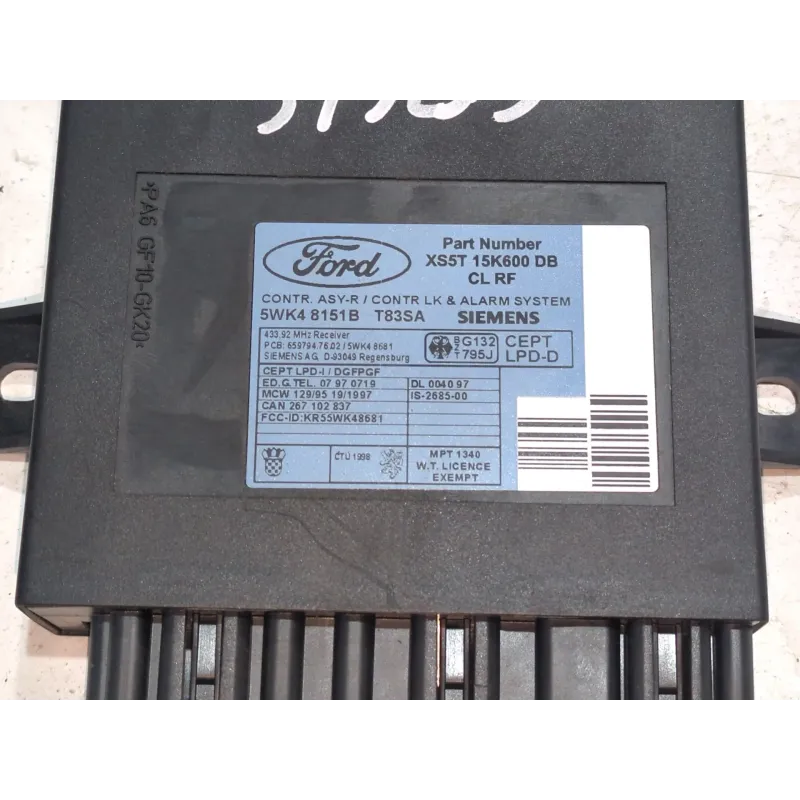 *PA6 GF10-GK20*
Ford
Part Number
XS5T 15K600 DB
CL RF
CONTR. ASY-R / CONTR LK & ALARM SYSTEM
5WK4 8151B T83SA SIEMENS
433,92 MHz Receiver
PCB: 659794.76.02 / 5WK4 8681
SIEMENS AG, D-93049 Regensburg
BZT G132 795J
CEPT
LPD-D
CEPT LPD-I / DGFPGF
ED.G.TEL. 07 97 0719
DL 004097
MCW 129/95 19/1997
IS-2685-00
CAN 267 102 837
FCC-ID:KR55WK48681
ČTÚ 1998
MPT 1340
W.T. LICENCE
EXEMPT